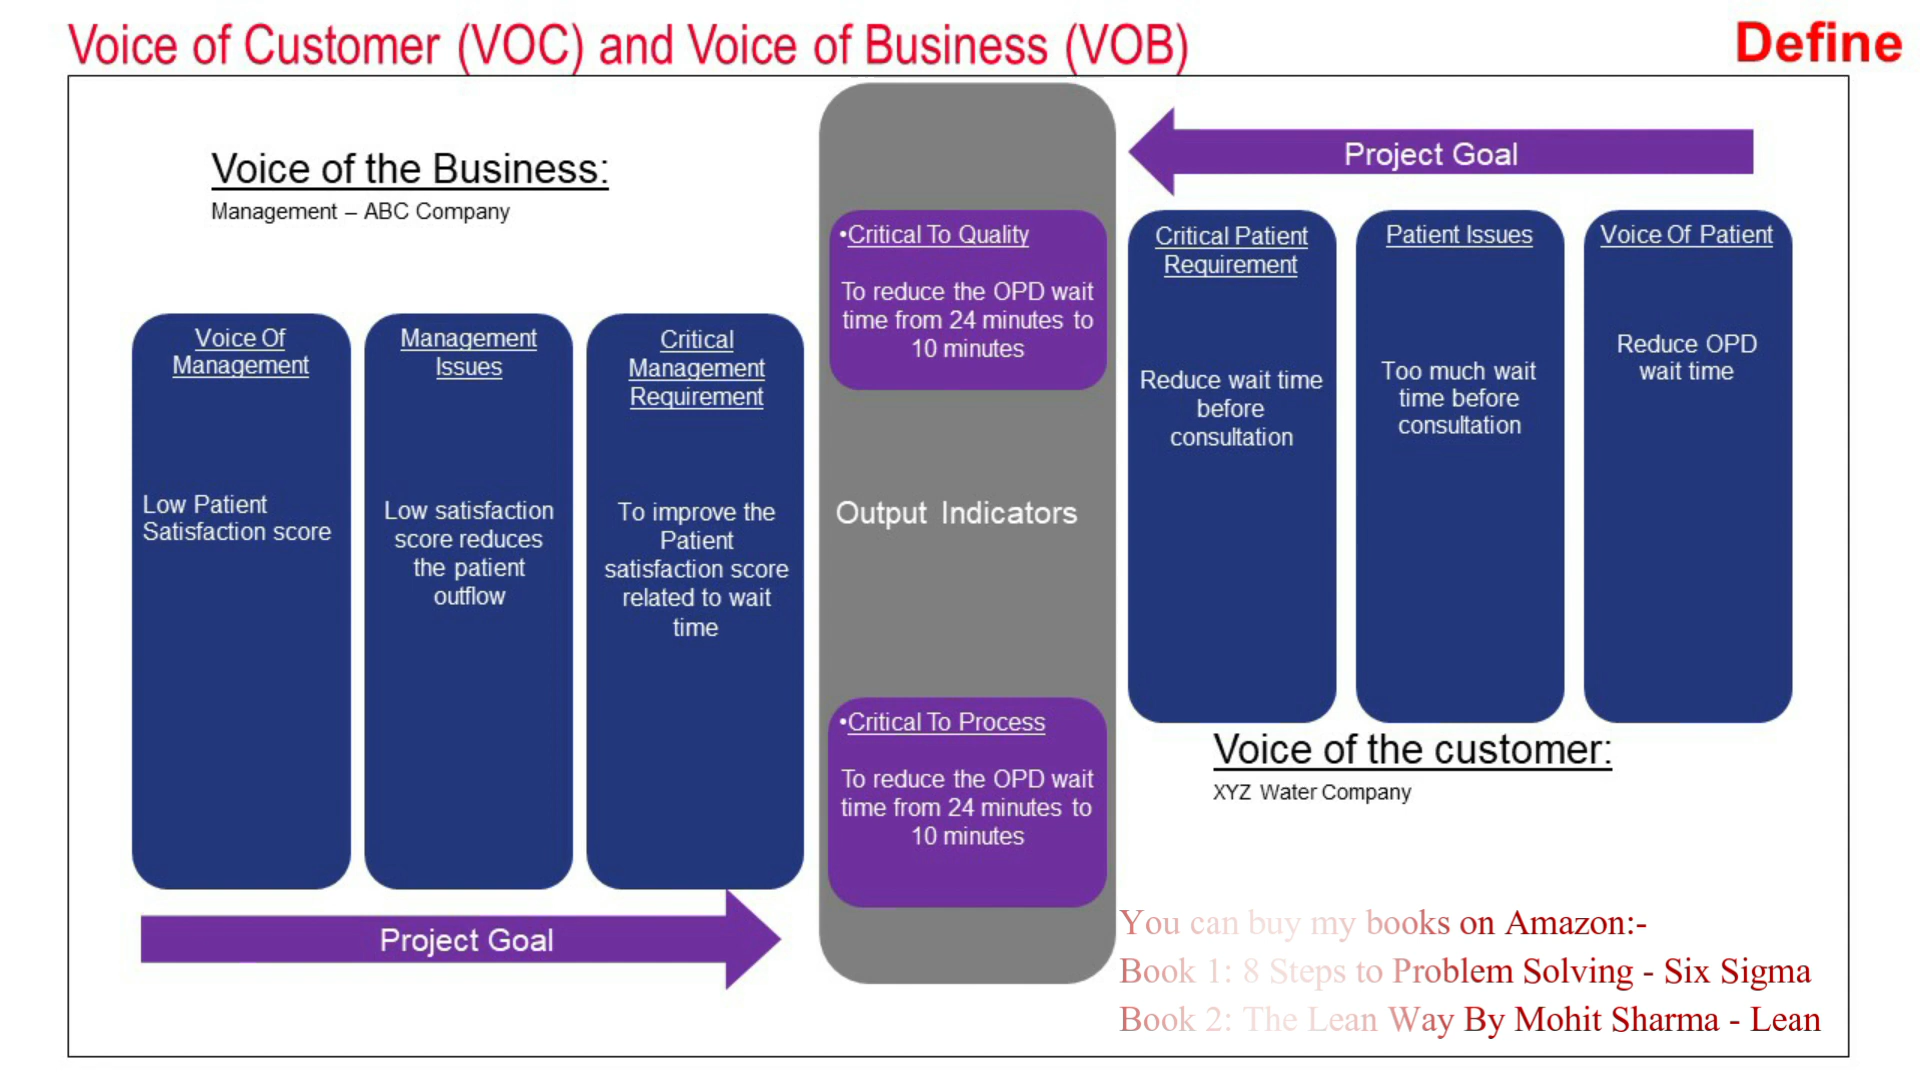 Voice of Customer (VOC) and Voice of Business (VOB)
Define
Voice of the Business:
Management – ABC Company
Voice Of
Management
Low Patient
Satisfaction score
Management
Issues
Low satisfaction
score reduces
the patient
outflow
Critical
Management
Requirement
To improve the
Patient
satisfaction score
related to wait
time
Project Goal
•Critical To Quality
To reduce the OPD wait
time from 24 minutes to
10 minutes
Output Indicators
•Critical To Process
To reduce the OPD wait
time from 24 minutes to
10 minutes
Project Goal
Critical Patient
Requirement
Reduce wait time
before
consultation
Patient Issues
Too much wait
time before
consultation
Voice Of Patient
Reduce OPD
wait time
Voice of the customer:
XYZ Water Company
You can buy my books on Amazon:-
Book 1: 8 Steps to Problem Solving - Six Sigma
Book 2: The Lean Way By Mohit Sharma - Lean